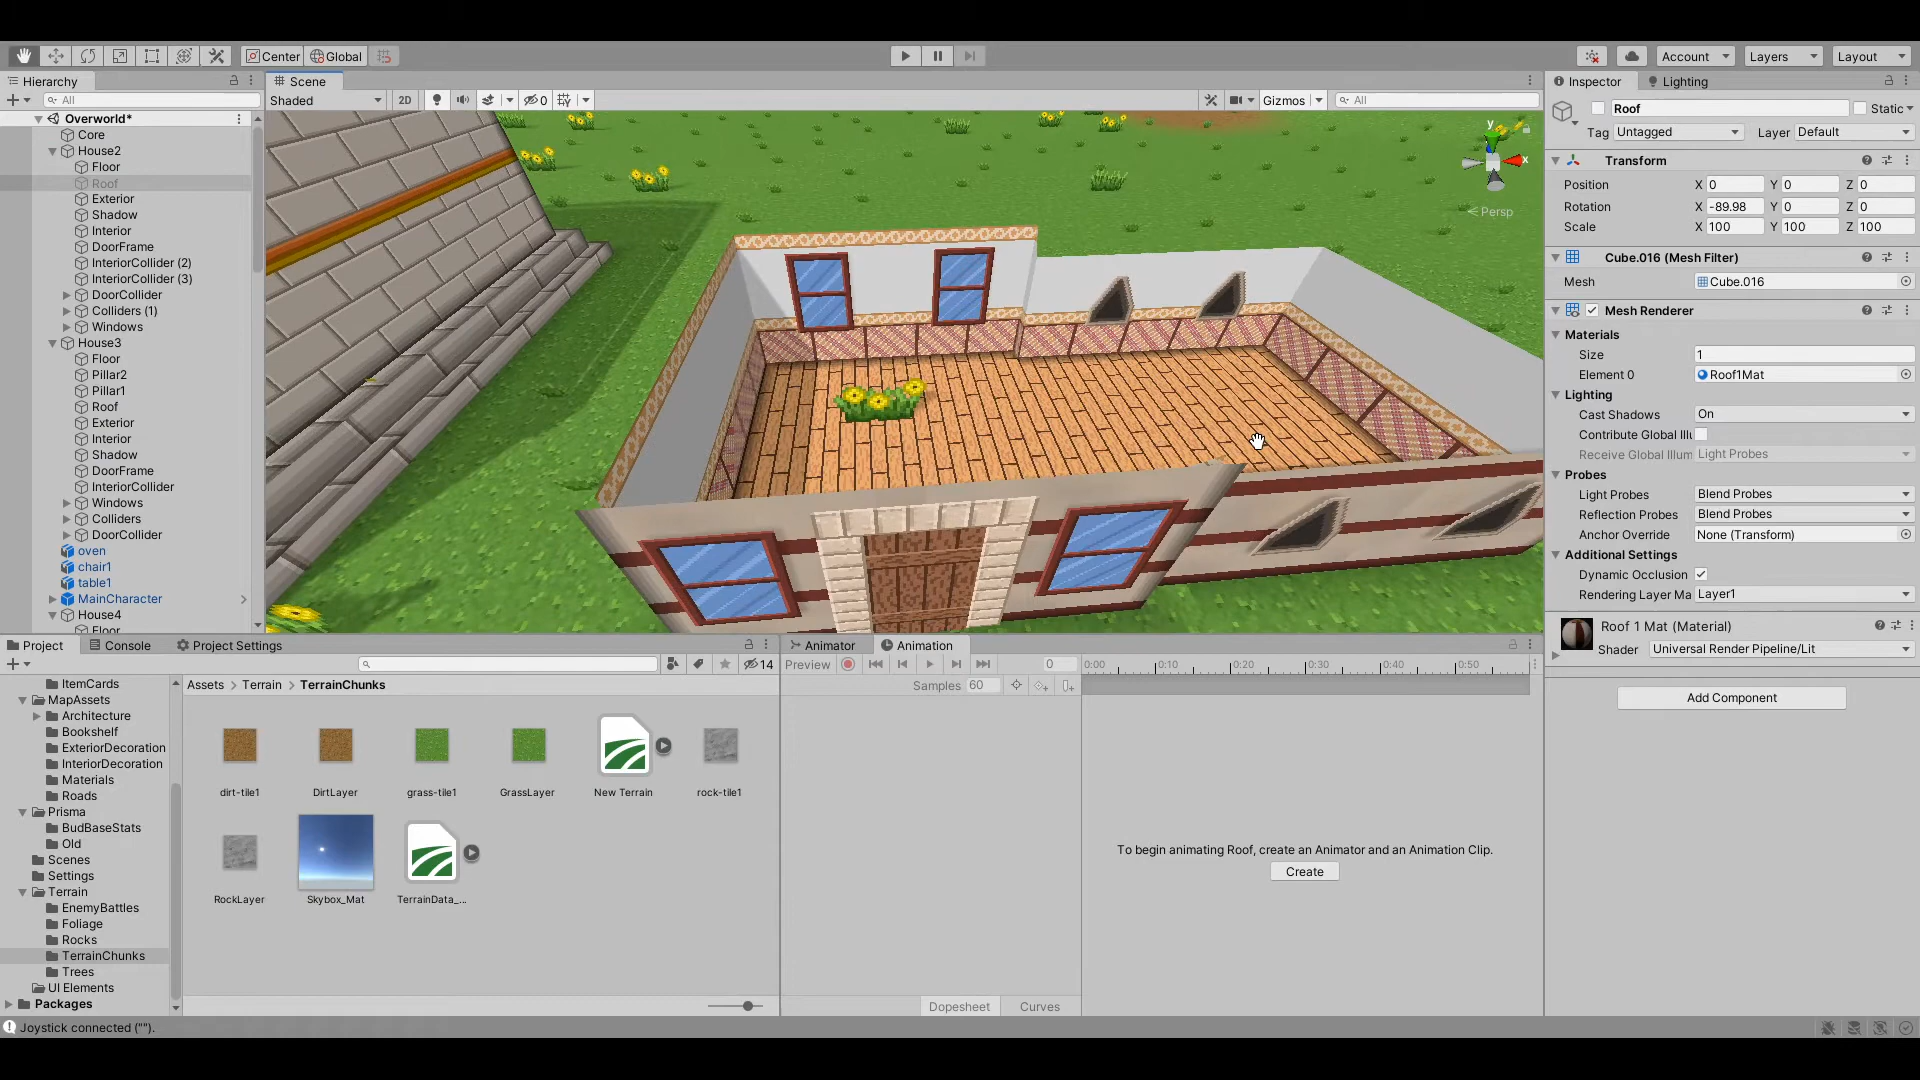 Center Global
Account Layers Layout
Hierarchy
All
Overworld*
Core
House2
Floor
Roof
Exterior
Shadow
Interior
DoorFrame
InteriorCollider (2)
InteriorCollider (3)
DoorCollider
Colliders (1)
Windows
House3
Floor
Pillar2
Pillar1
Roof
Exterior
Interior
Shadow
DoorFrame
InteriorCollider
Windows
Colliders
DoorCollider
oven
chair1
table1
MainCharacter
House4
Floor
Scene
Shaded 2D 0 Gizmos All
y
x
Persp
Inspector Lighting
Roof Static
Tag Untagged Layer Default
Transform
Position X 0 Y 0 Z 0
Rotation X -89.98 Y 0 Z 0
Scale X 100 Y 100 Z 100
Cube.016 (Mesh Filter)
Mesh Cube.016
Mesh Renderer
Materials
Size 1
Element 0 Roof1Mat
Lighting
Cast Shadows On
Contribute Global Illu
Receive Global Illum Light Probes
Probes
Light Probes Blend Probes
Reflection Probes Blend Probes
Anchor Override None (Transform)
Additional Settings
Dynamic Occlusion
Rendering Layer Ma Layer1
Roof 1 Mat (Material)
Shader Universal Render Pipeline/Lit
Add Component
Project Console Project Settings
14
ItemCards
MapAssets
Architecture
Bookshelf
ExteriorDecoration
InteriorDecoration
Materials
Roads
Prisma
BudBaseStats
Old
Scenes
Settings
Terrain
EnemyBattles
Foliage
Rocks
TerrainChunks
Trees
UI Elements
Packages
Assets > Terrain > TerrainChunks
dirt-tile1 DirtLayer grass-tile1 GrassLayer New Terrain rock-tile1
RockLayer Skybox_Mat TerrainData_...
Animator Animation
Preview 0 0:00 0:10 0:20 0:30 0:40 0:50
Samples 60
To begin animating Roof, create an Animator and an Animation Clip.
Create
Dopesheet Curves
Joystick connected ("").